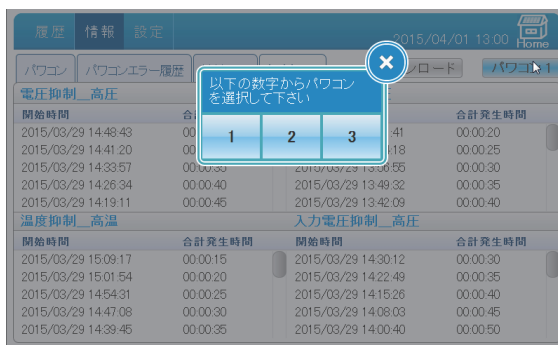 履歴 情報 設定
2015/04/01 13:00 Home
パワコン パワコンエラー履歴 ンロード パワコン 1
以下の数字からパワコン
を選択して下さい
1 2 3
電圧抑制__高圧
開始時間 合計 合計発生時間
2015/03/29 14:48:43 00 :41 00:00:20
2015/03/29 14:41:20 00 :18 00:00:25
2015/03/29 14:33:57 00:00:30 2015/03/29 13:56:55 00:00:30
2015/03/29 14:26:34 00:00:40 2015/03/29 13:49:32 00:00:35
2015/03/29 14:19:11 00:00:45 2015/03/29 13:42:09 00:00:40
温度抑制__高温 入力電圧抑制__高圧
開始時間 合計発生時間 開始時間 合計発生時間
2015/03/29 15:09:17 00:00:15 2015/03/29 14:30:12 00:00:30
2015/03/29 15:01:54 00:00:20 2015/03/29 14:22:49 00:00:35
2015/03/29 14:54:31 00:00:25 2015/03/29 14:15:26 00:00:40
2015/03/29 14:47:08 00:00:30 2015/03/29 14:08:03 00:00:45
2015/03/29 14:39:45 00:00:35 2015/03/29 14:00:40 00:00:50